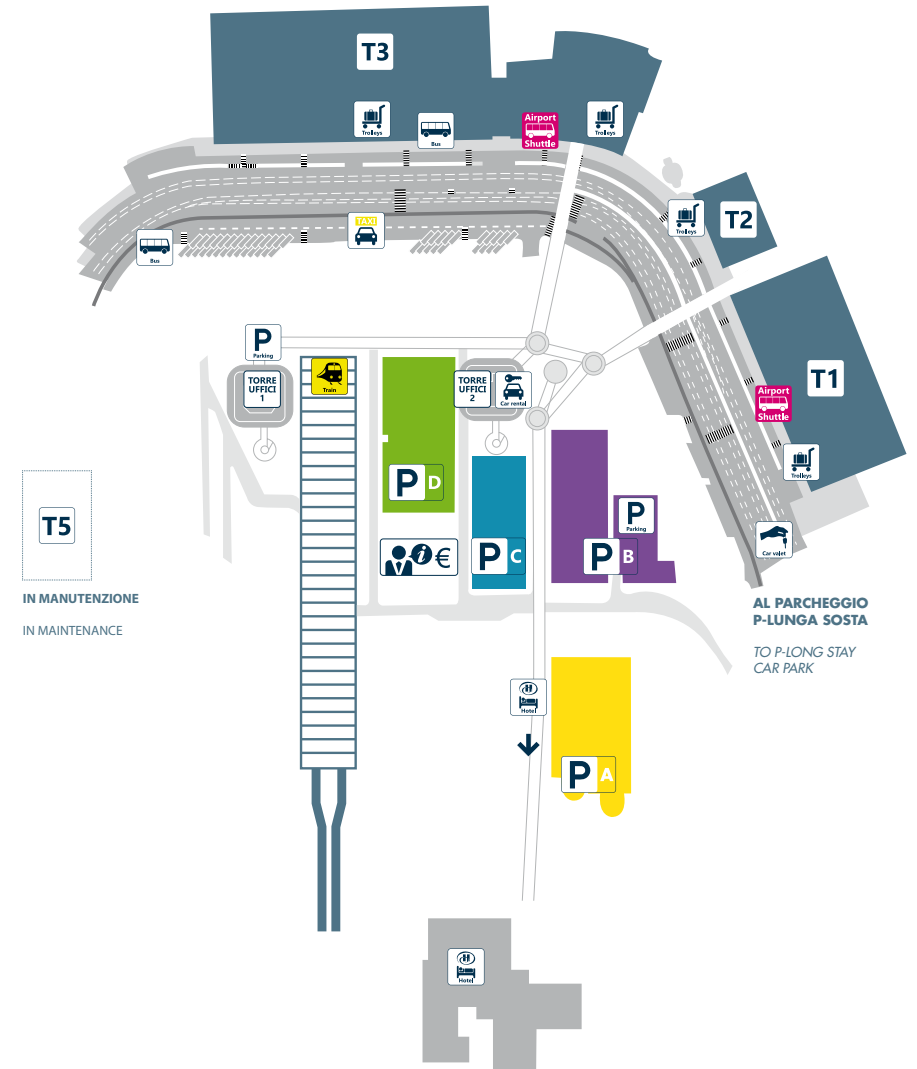 T3
Trolleys
Bus
Airport
Shuttle
Trolleys
T2
Trolleys
TAXI
Bus
P
Parking
Train
TORRE
UFFICI
1
TORRE
UFFICI
2
Car rental
T1
Airport
Shuttle
Trolleys
P D
T5
i €
P C
P
Parking
P B
Car valet
IN MANUTENZIONE
IN MAINTENANCE
AL PARCHEGGIO
P-LUNGA SOSTA
TO P-LONG STAY
CAR PARK
H
Hotel
P A
H
Hotel